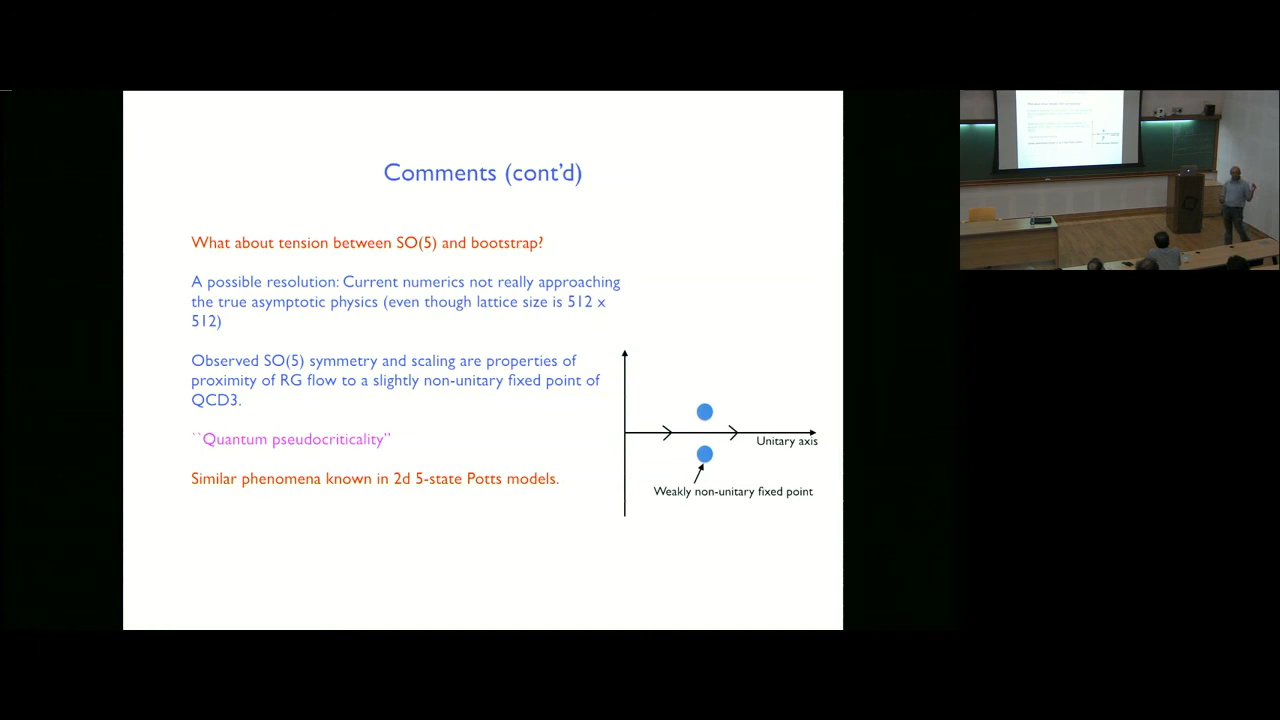 Comments (cont'd)
What about tension between SO(5) and bootstrap?
A possible resolution: Current numerics not really approaching
the true asymptotic physics (even though lattice size is 512 x
512)
Observed SO(5) symmetry and scaling are properties of
proximity of RG flow to a slightly non-unitary fixed point of
QCD3.
``Quantum pseudocriticality''
Similar phenomena known in 2d 5-state Potts models.
Unitary axis
Weakly non-unitary fixed point